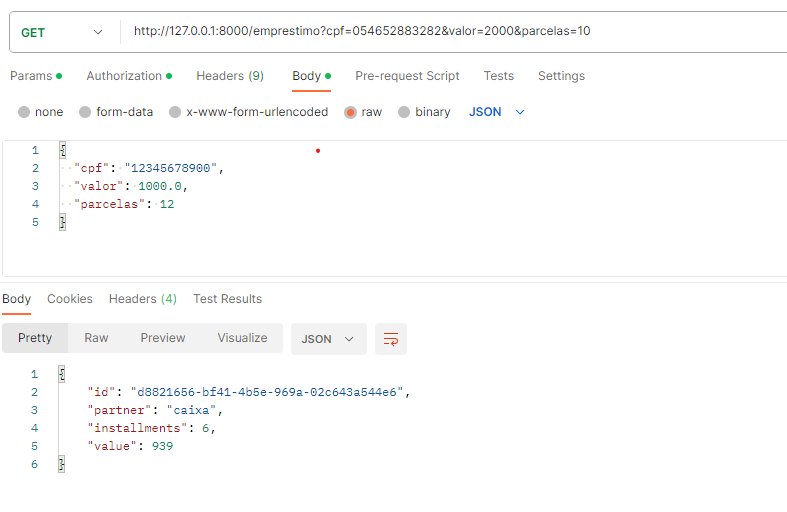 GET http://127.0.0.1:8000/emprestimo?cpf=054652883282&valor=2000&parcelas=10
Params Authorization Headers (9) Body Pre-request Script Tests Settings
none form-data x-www-form-urlencoded raw binary JSON
1 {
2 "cpf": "12345678900",
3 "valor": 1000.0,
4 "parcelas": 12
5 }
Body Cookies Headers (4) Test Results
Pretty Raw Preview Visualize JSON
1 {
2 "id": "d8821656-bf41-4b5e-969a-02c643a544e6",
3 "partner": "caixa",
4 "installments": 6,
5 "value": 939
6 }